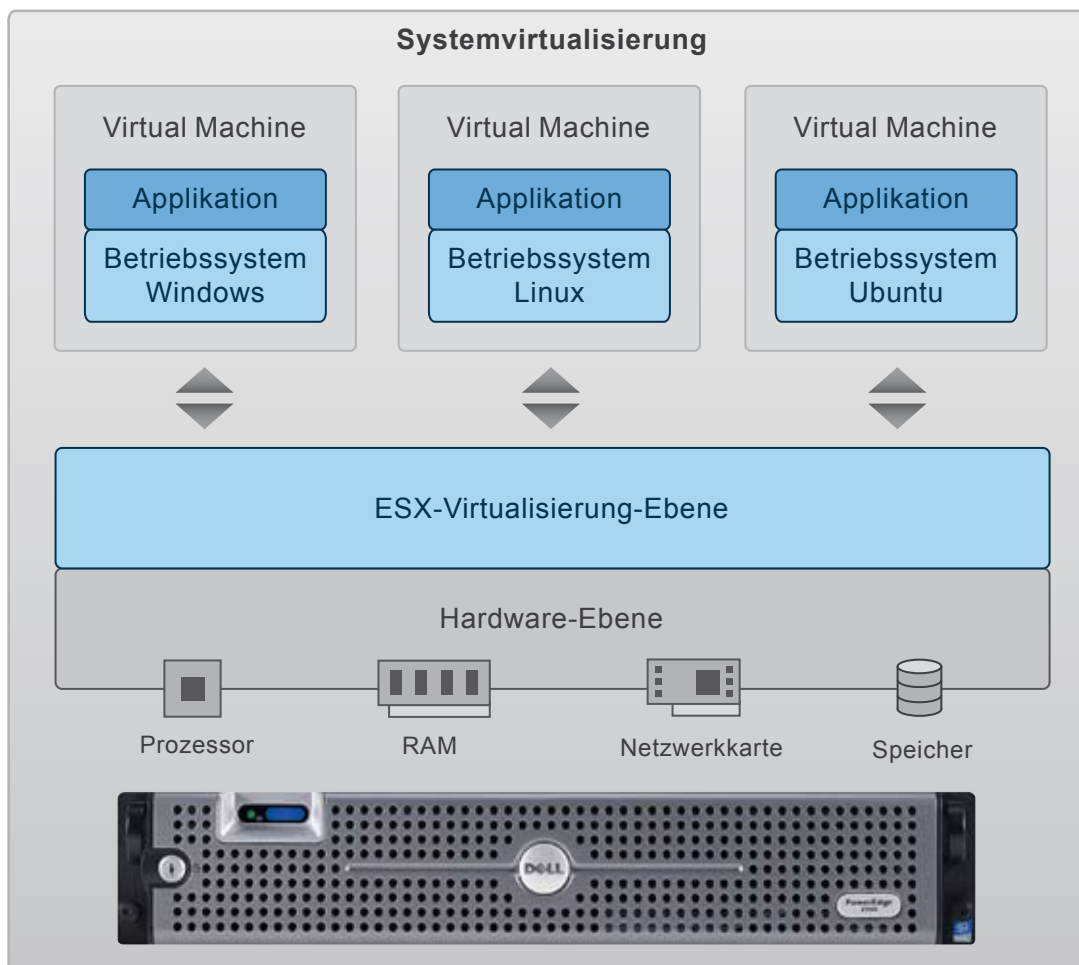 Systemvirtualisierung
Virtual Machine
Applikation
Betriebssystem
Windows
Virtual Machine
Applikation
Betriebssystem
Linux
Virtual Machine
Applikation
Betriebssystem
Ubuntu
ESX-Virtualisierung-Ebene
Hardware-Ebene
Prozessor
RAM
Netzwerkkarte
Speicher
DELL
PowerEdge